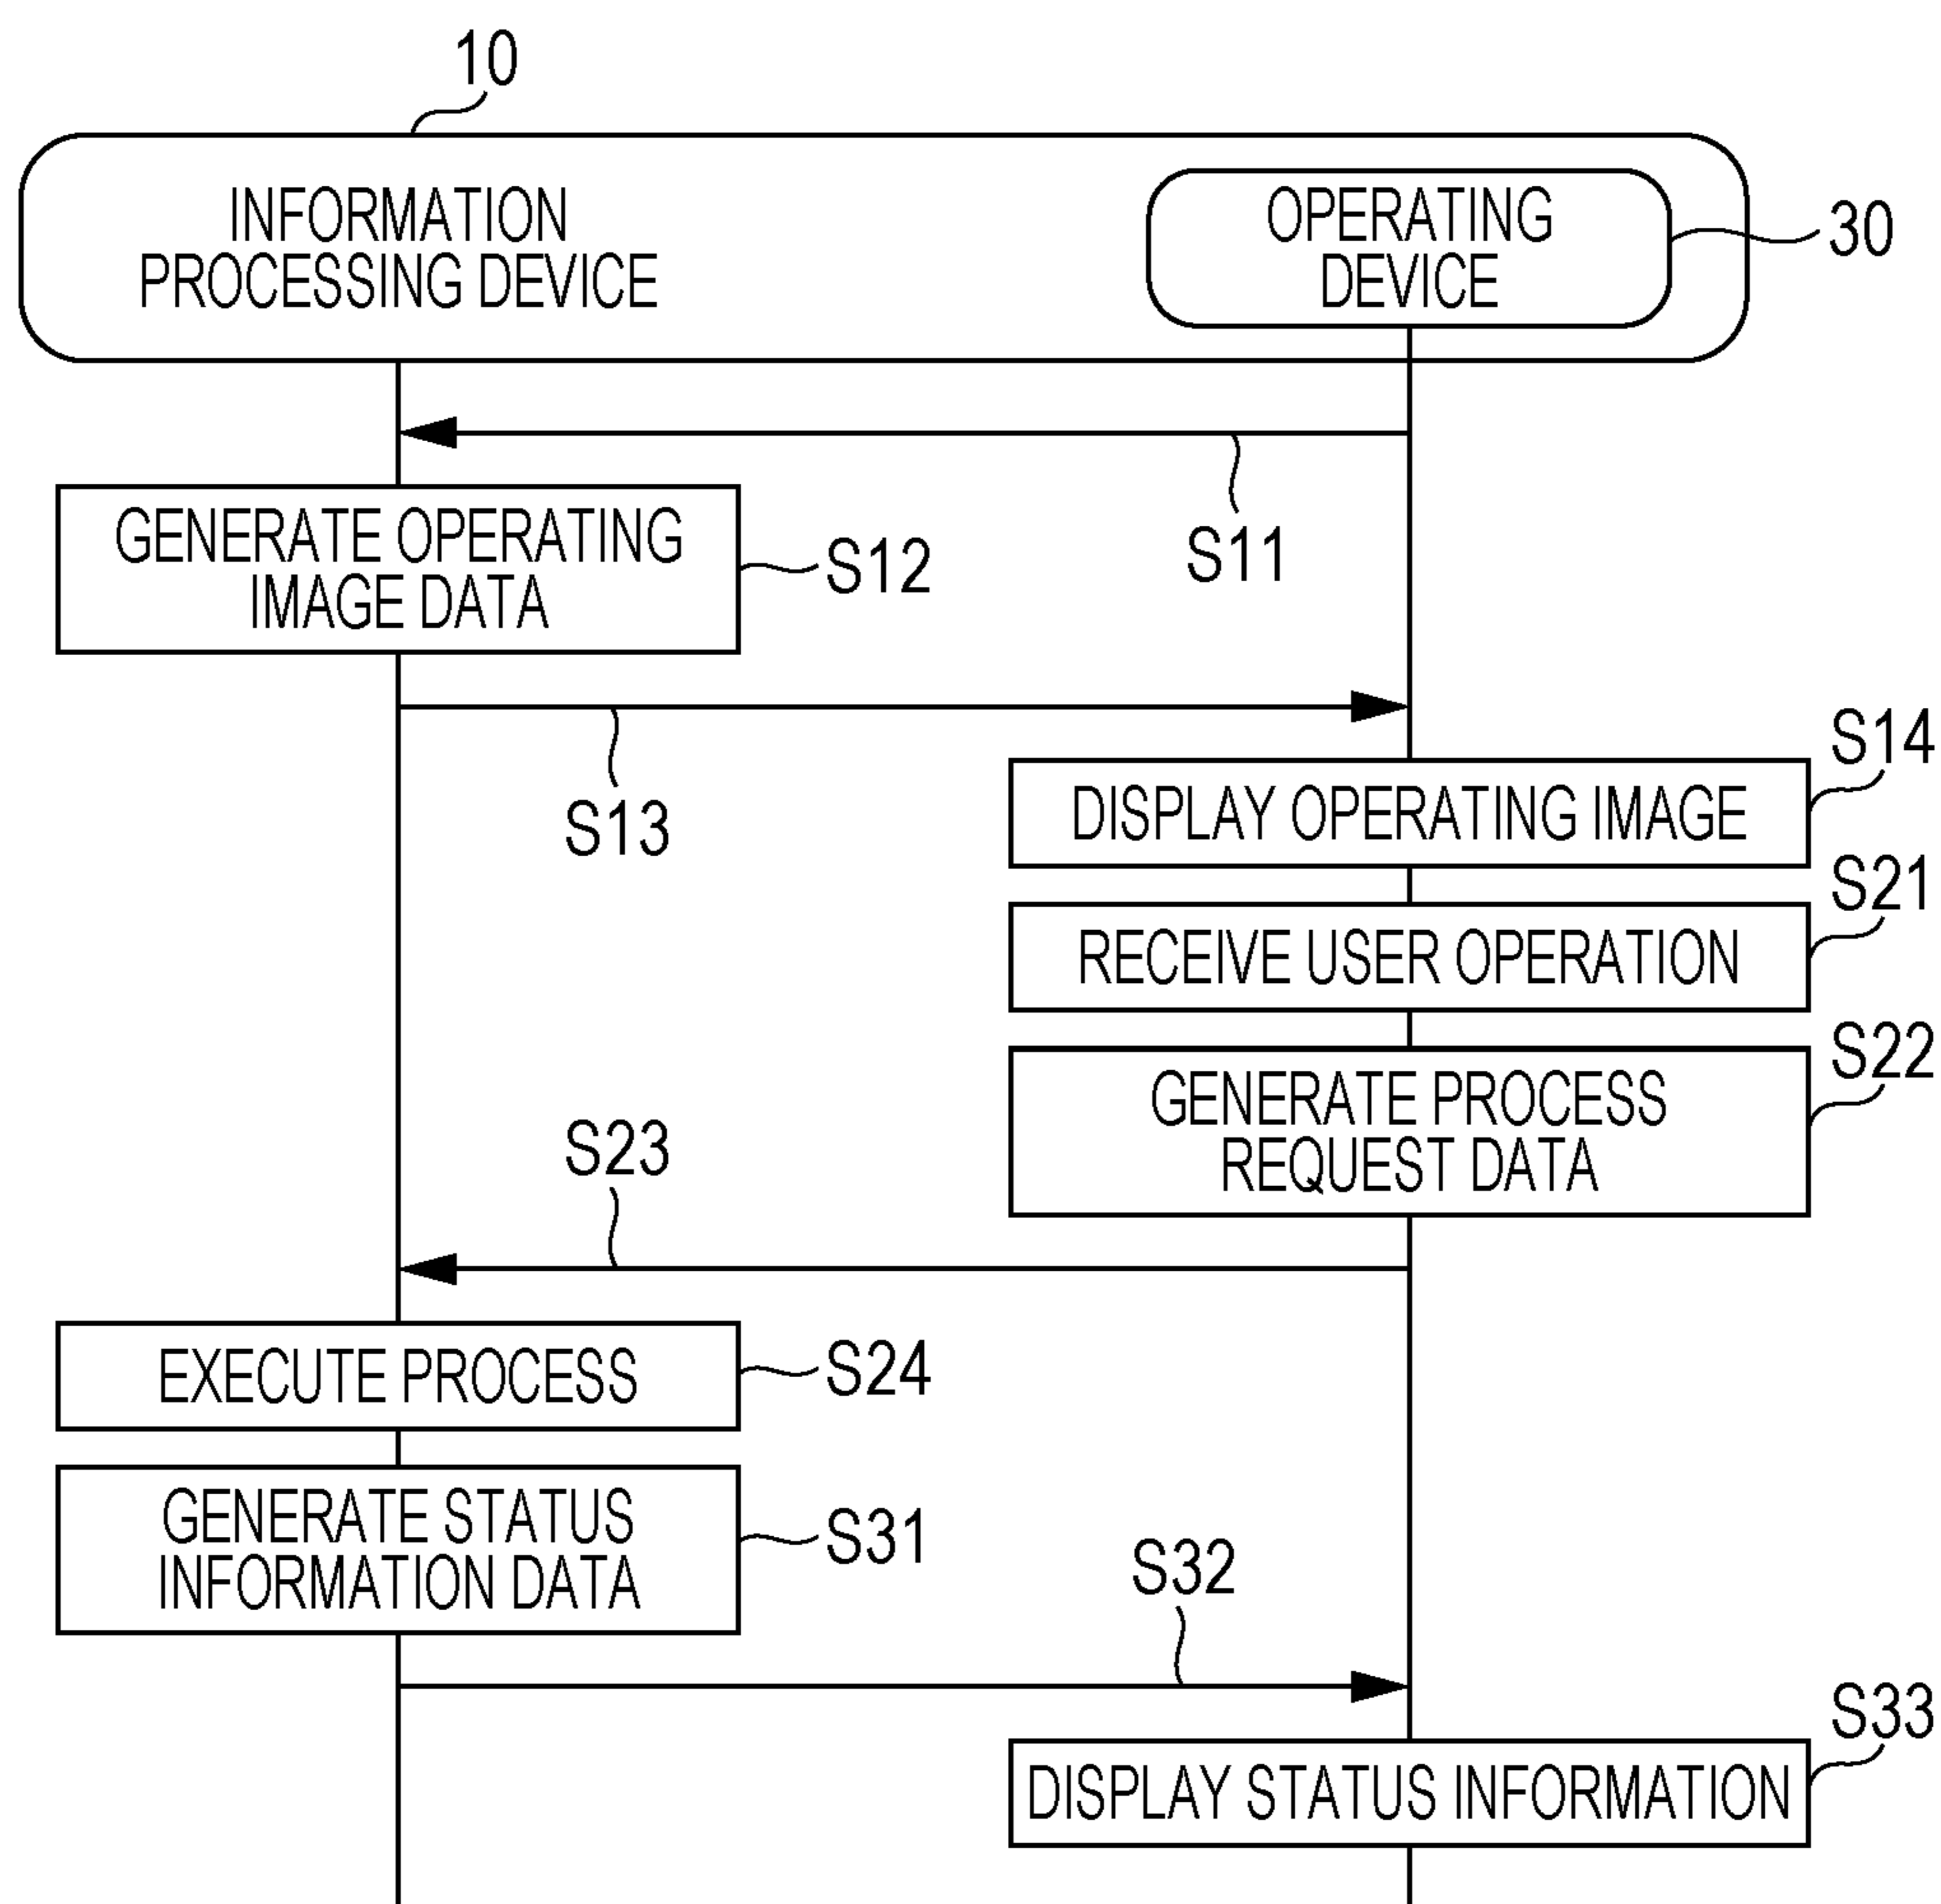 10
INFORMATION
PROCESSING DEVICE
OPERATING
DEVICE
30
S11
GENERATE OPERATING
IMAGE DATA
S12
S13
S14
DISPLAY OPERATING IMAGE
S21
RECEIVE USER OPERATION
S22
GENERATE PROCESS
REQUEST DATA
S23
EXECUTE PROCESS
S24
GENERATE STATUS
INFORMATION DATA
S31
S32
S33
DISPLAY STATUS INFORMATION